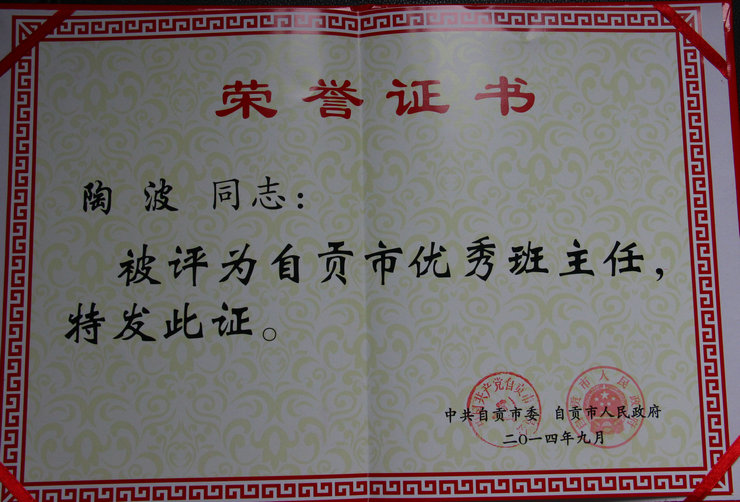 荣誉证书
陶波 同志：
被评为自贡市优秀班主任，
特发此证。
中共自贡市委 自贡市人民政府
二〇一四年九月